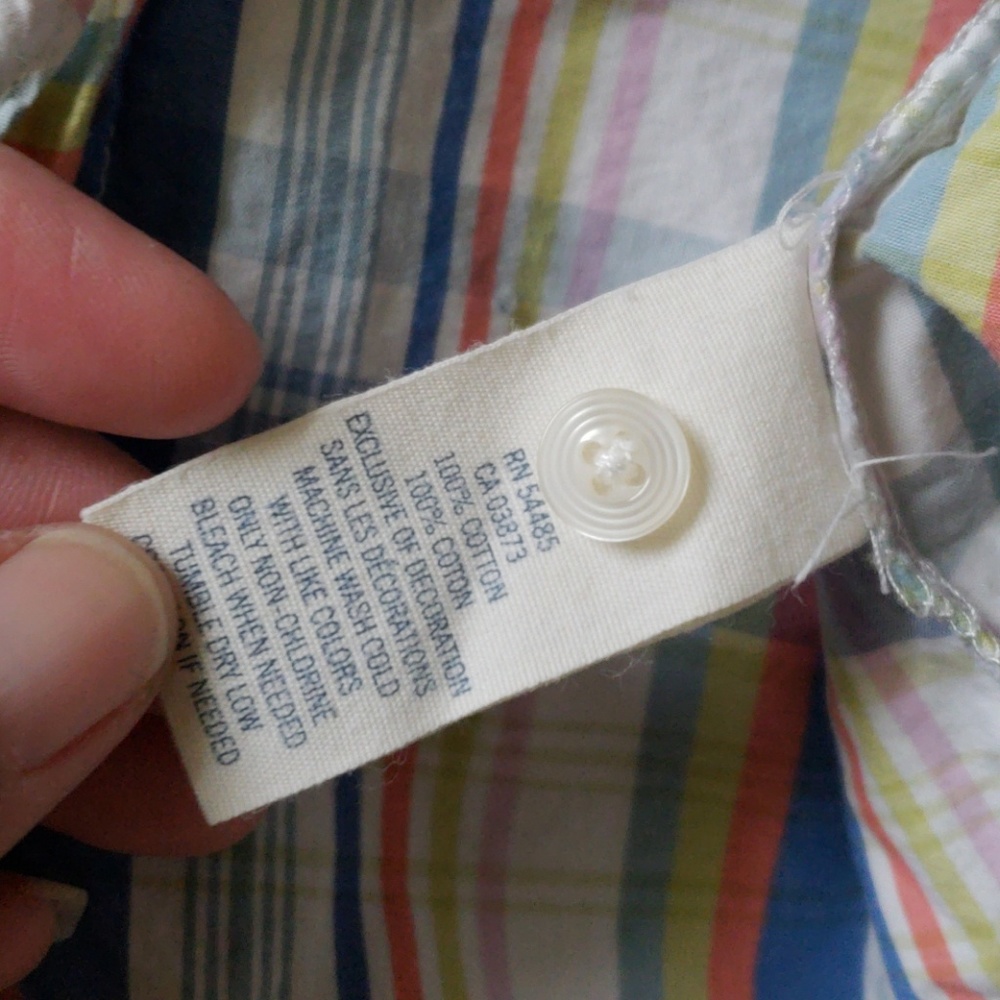 RN 54485
CA 03873
100% COTTON
100% COTON
EXCLUSIVE OF DECORATION
SANS LES DÉCORATIONS
MACHINE WASH COLD
WITH LIKE COLORS
ONLY NON-CHLORINE
BLEACH WHEN NEEDED
TUMBLE DRY LOW
IF NEEDED